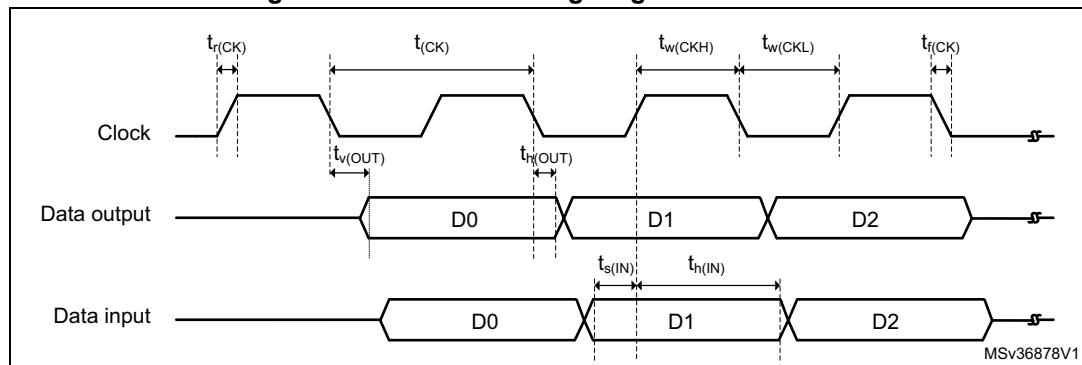 t_r(CK) t_(CK) t_w(CKH) t_w(CKL) t_f(CK)
Clock
t_v(OUT) t_h(OUT)
Data output D0 D1 D2
t_s(IN) t_h(IN)
Data input D0 D1 D2
MSv36878V1